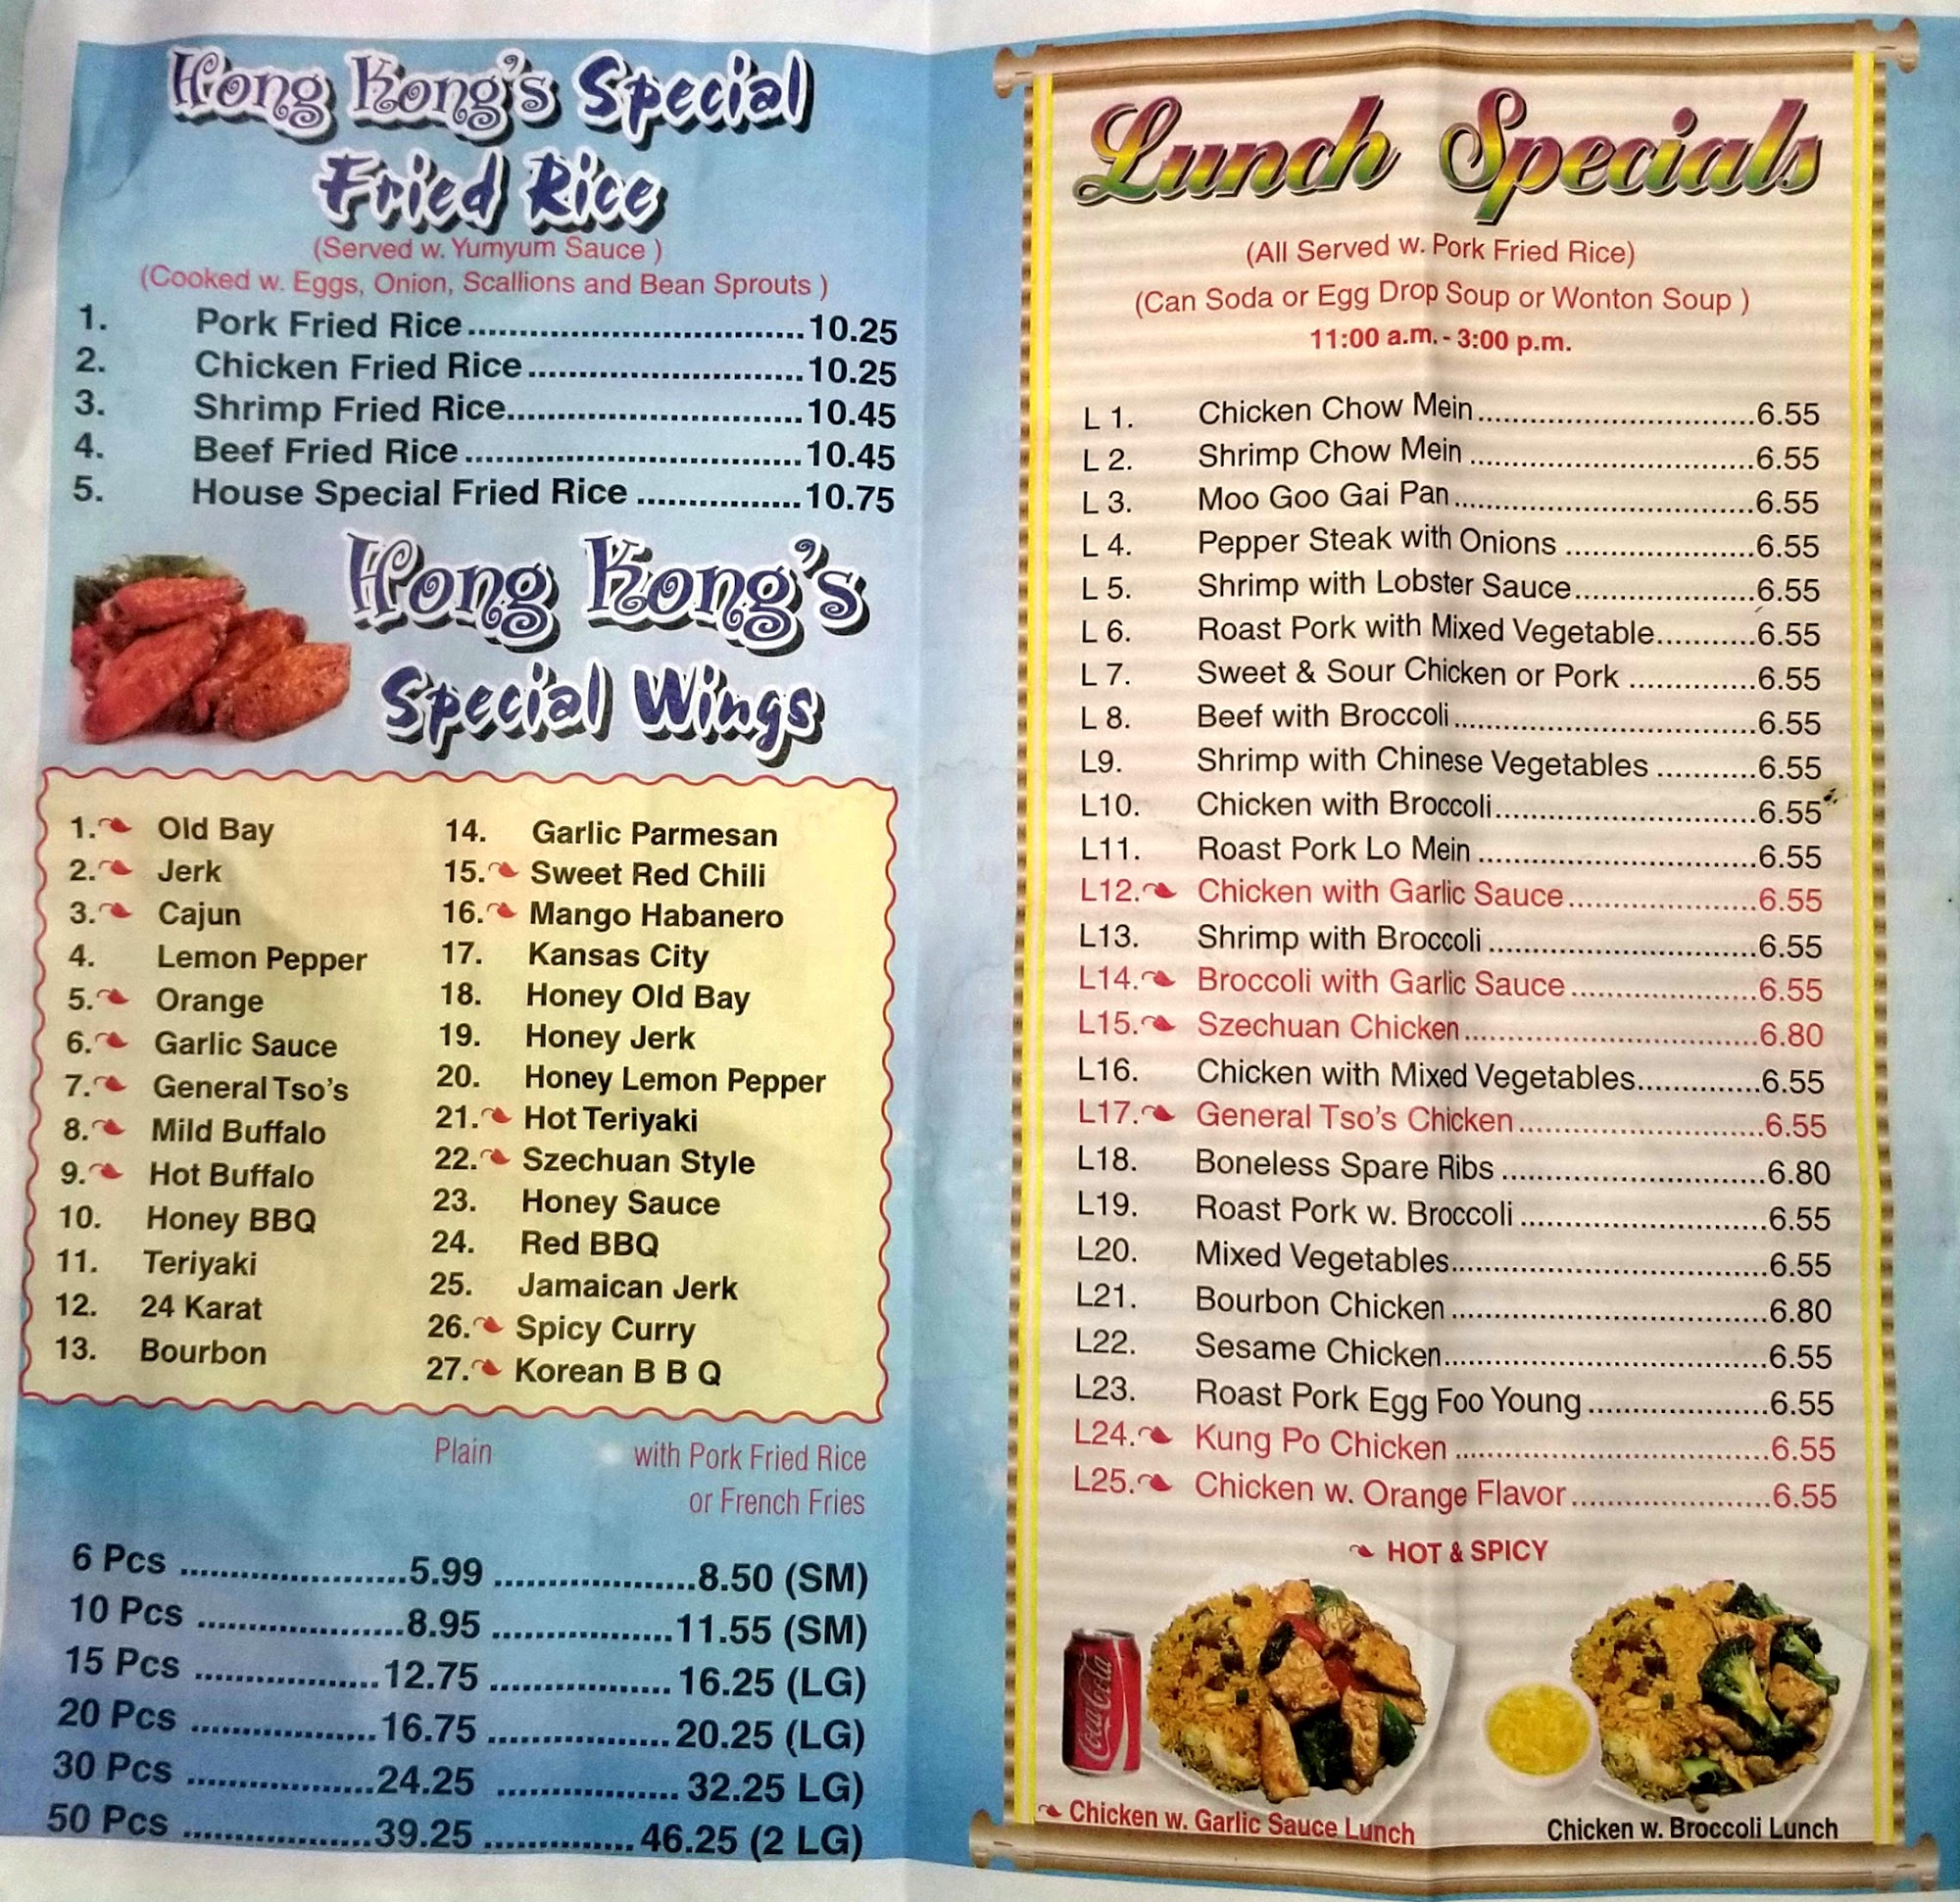 Hong Kong's Special
Fried Rice
(Served w. Yumyum Sauce )
(Cooked w. Eggs, Onion, Scallions and Bean Sprouts )
1. Pork Fried Rice................................10.25
2. Chicken Fried Rice...........................10.25
3. Shrimp Fried Rice............................10.45
4. Beef Fried Rice ................................10.45
5. House Special Fried Rice ................10.75
Hong Kong's
Special Wings
1. Old Bay
2. Jerk
3. Cajun
4. Lemon Pepper
5. Orange
6. Garlic Sauce
7. General Tso's
8. Mild Buffalo
9. Hot Buffalo
10. Honey BBQ
11. Teriyaki
12. 24 Karat
13. Bourbon
14. Garlic Parmesan
15. Sweet Red Chili
16. Mango Habanero
17. Kansas City
18. Honey Old Bay
19. Honey Jerk
20. Honey Lemon Pepper
21. Hot Teriyaki
22. Szechuan Style
23. Honey Sauce
24. Red BBQ
25. Jamaican Jerk
26. Spicy Curry
27. Korean B B Q
Plain with Pork Fried Rice
or French Fries
6 Pcs ......................5.99 ....................8.50 (SM)
10 Pcs ....................8.95 ..................11.55 (SM)
15 Pcs ..................12.75 .................. 16.25 (LG)
20 Pcs ..................16.75 .................. 20.25 (LG)
30 Pcs ..................24.25 .................. 32.25 LG)
50 Pcs ..................39.25 ............... 46.25 (2 LG)
Lunch Specials
(All Served w. Pork Fried Rice)
(Can Soda or Egg Drop Soup or Wonton Soup )
11:00 a.m. - 3:00 p.m.
L 1. Chicken Chow Mein................................6.55
L 2. Shrimp Chow Mein .................................6.55
L 3. Moo Goo Gai Pan...................................6.55
L 4. Pepper Steak with Onions ......................6.55
L 5. Shrimp with Lobster Sauce.....................6.55
L 6. Roast Pork with Mixed Vegetable...........6.55
L 7. Sweet & Sour Chicken or Pork ...............6.55
L 8. Beef with Broccoli...................................6.55
L9. Shrimp with Chinese Vegetables ...........6.55
L10. Chicken with Broccoli..............................6.55
L11. Roast Pork Lo Mein ................................6.55
L12. Chicken with Garlic Sauce......................6.55
L13. Shrimp with Broccoli ...............................6.55
L14. Broccoli with Garlic Sauce ......................6.55
L15. Szechuan Chicken..................................6.80
L16. Chicken with Mixed Vegetables..............6.55
L17. General Tso's Chicken ............................6.55
L18. Boneless Spare Ribs ..............................6.80
L19. Roast Pork w. Broccoli ............................6.55
L20. Mixed Vegetables.....................................6.55
L21. Bourbon Chicken .....................................6.80
L22. Sesame Chicken......................................6.55
L23. Roast Pork Egg Foo Young .....................6.55
L24. Kung Po Chicken .....................................6.55
L25. Chicken w. Orange Flavor .......................6.55
HOT & SPICY
Coca-Cola
Chicken w. Garlic Sauce Lunch
Chicken w. Broccoli Lunch